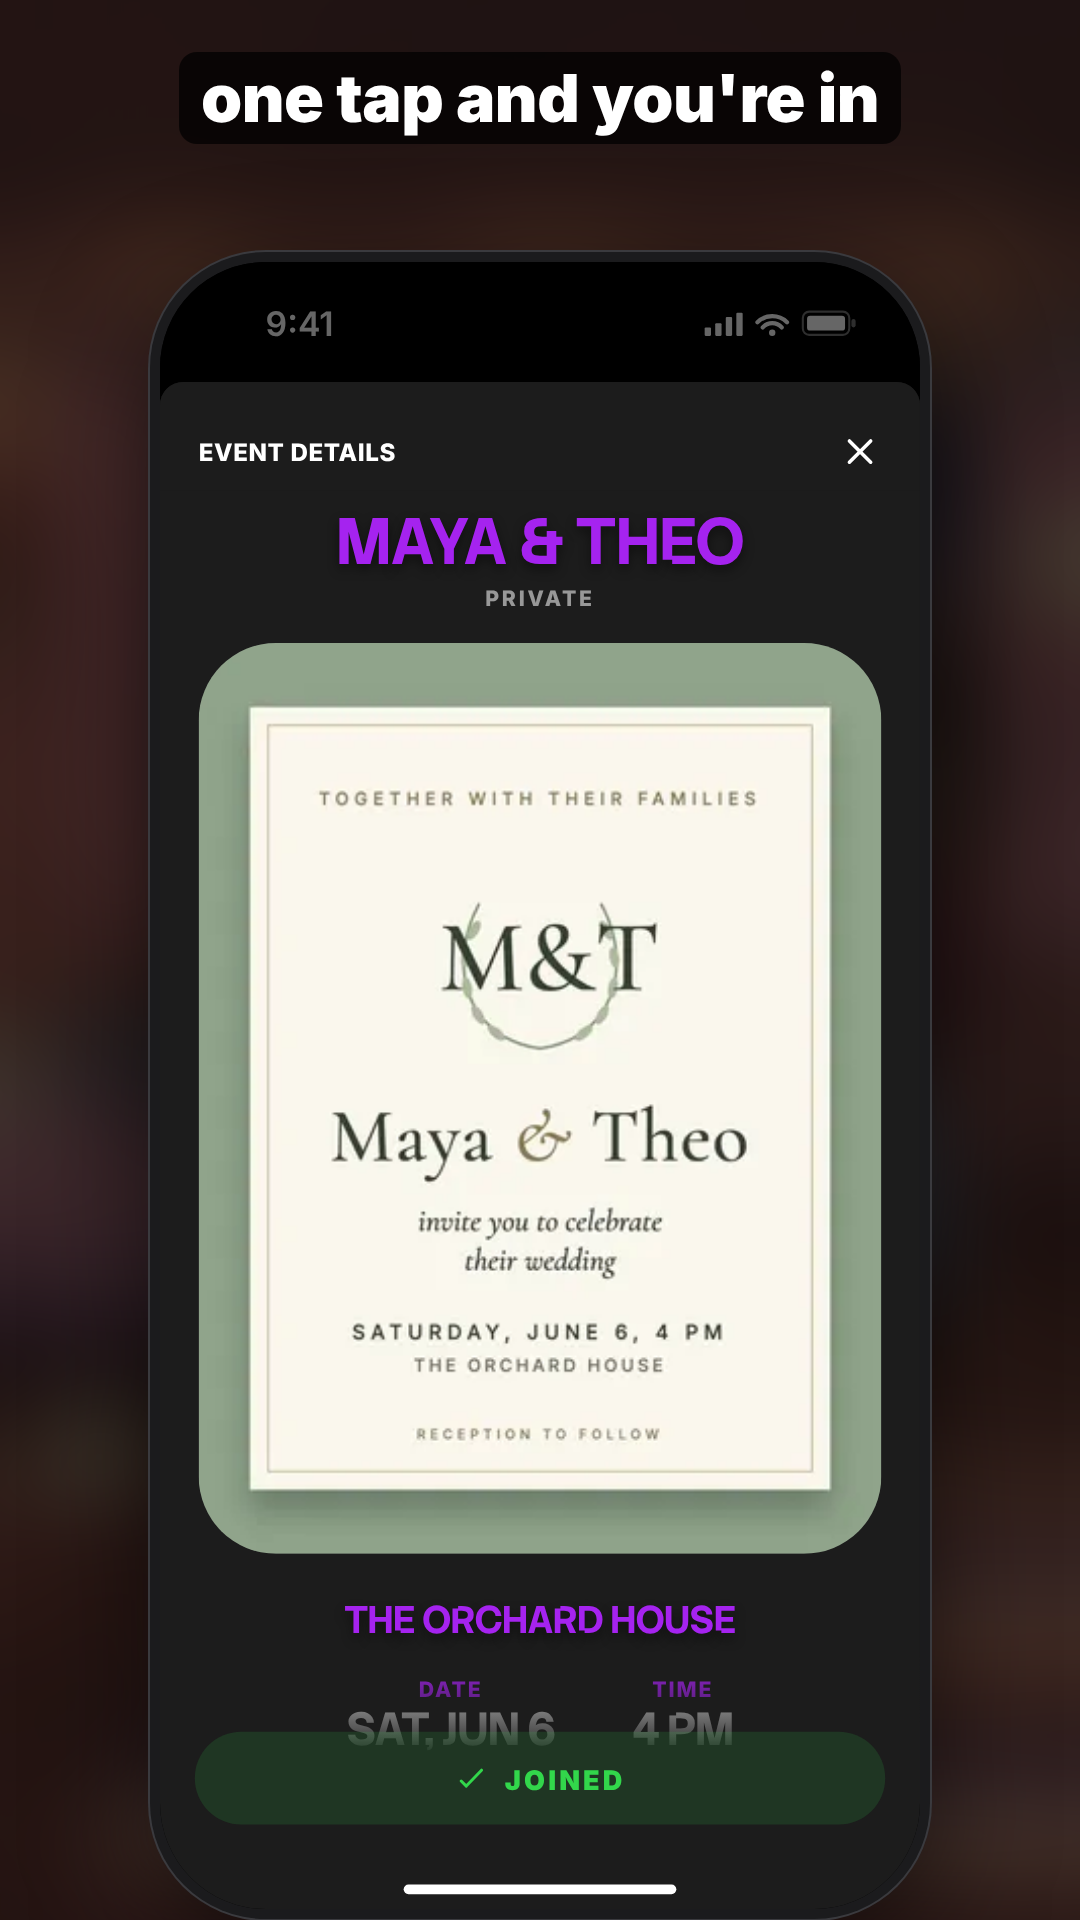 one tap and you're in
9:41
EVENT DETAILS
MAYA & THEO
PRIVATE
TOGETHER WITH THEIR FAMILIES
M&T
Maya & Theo
invite you to celebrate
their wedding
SATURDAY, JUNE 6, 4 PM
THE ORCHARD HOUSE
RECEPTION TO FOLLOW
THE ORCHARD HOUSE
DATE TIME
SAT, JUN 6 4 PM
JOINED